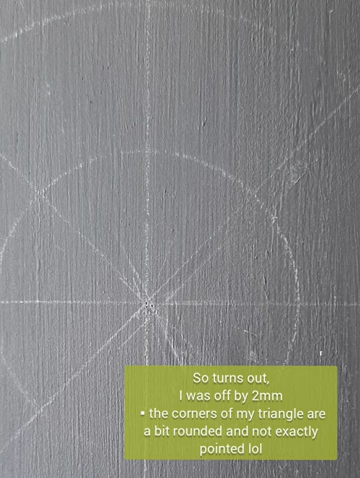 So turns out,
I was off by 2mm
▪ the corners of my triangle are
a bit rounded and not exactly
pointed lol